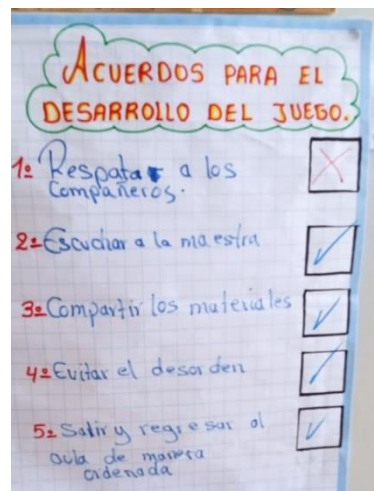 ACUERDOS PARA EL
DESARROLLO DEL JUEGO.
1º Respatar a los
Compañeros.
2º Escuchar a la maestra
3º Compartir los materiales
4º Evitar el desorden
5º Salir y regresar al
aula de manera
ordenada